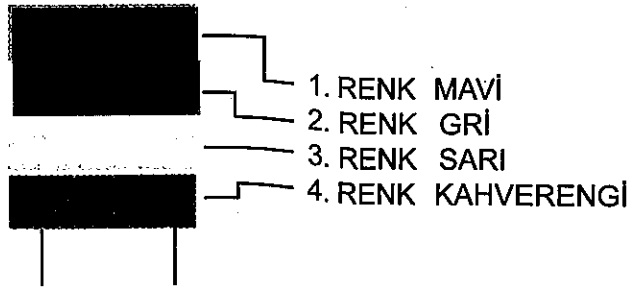 1. RENK MAVİ
2. RENK GRİ
3. RENK SARI
4. RENK KAHVERENGİ